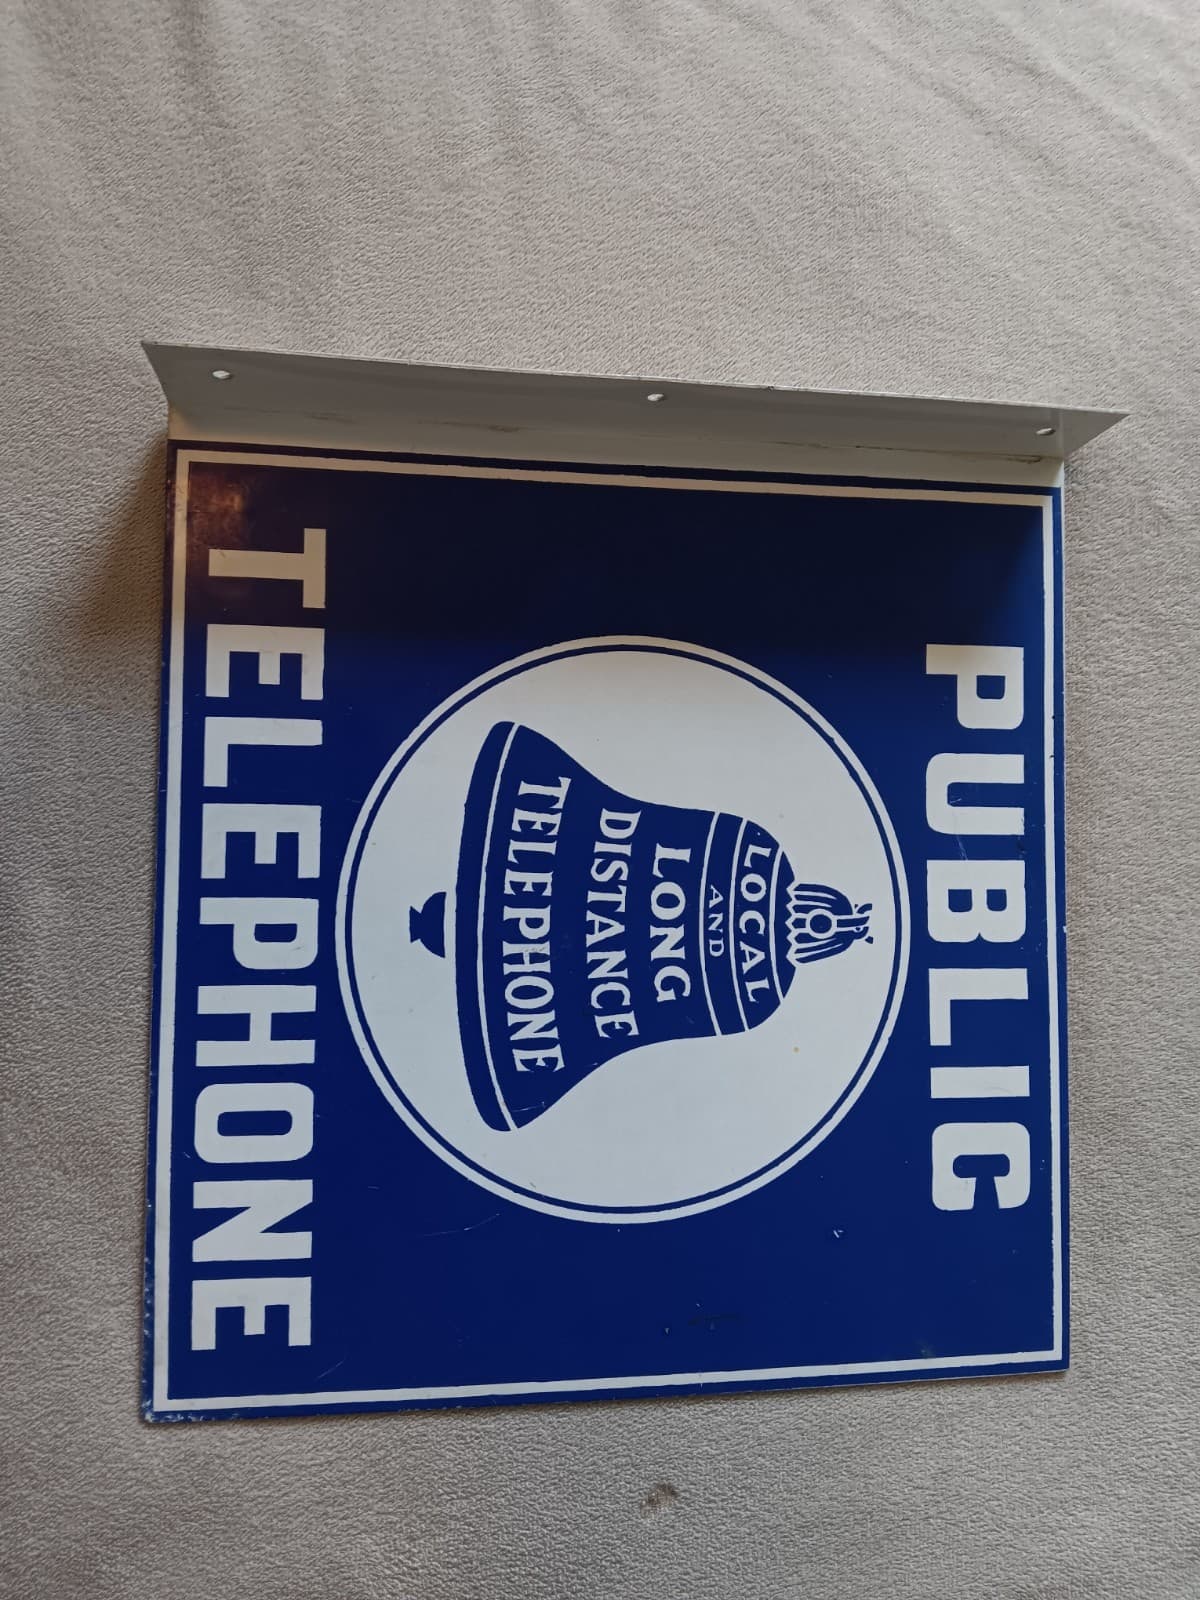 PUBLIC
LOCAL
AND
LONG
DISTANCE
TELEPHONE
TELEPHONE